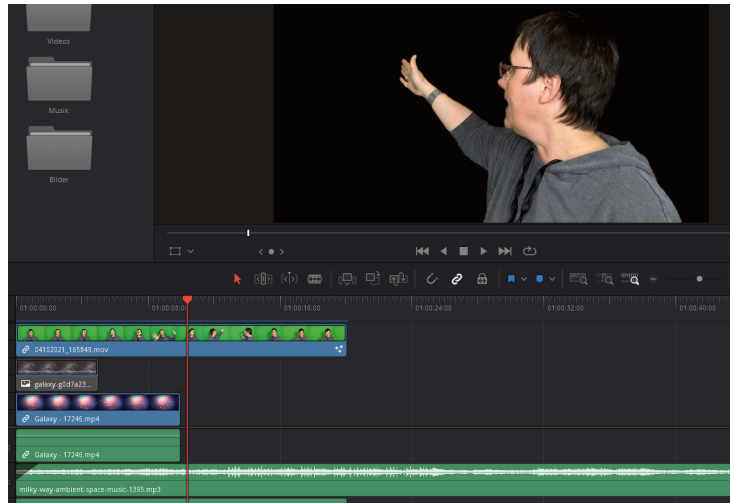 Videos
Musik
Bilder
01:00:00:00
01:00:08:00
01:00:16:00
01:00:24:00
01:00:32:00
01:00:40:00
04102021_165849.mov
galaxy-g0d7a23...
Galaxy - 17246.mp4
Galaxy - 17246.mp4
milky-way-ambient-space-music-1395.mp3